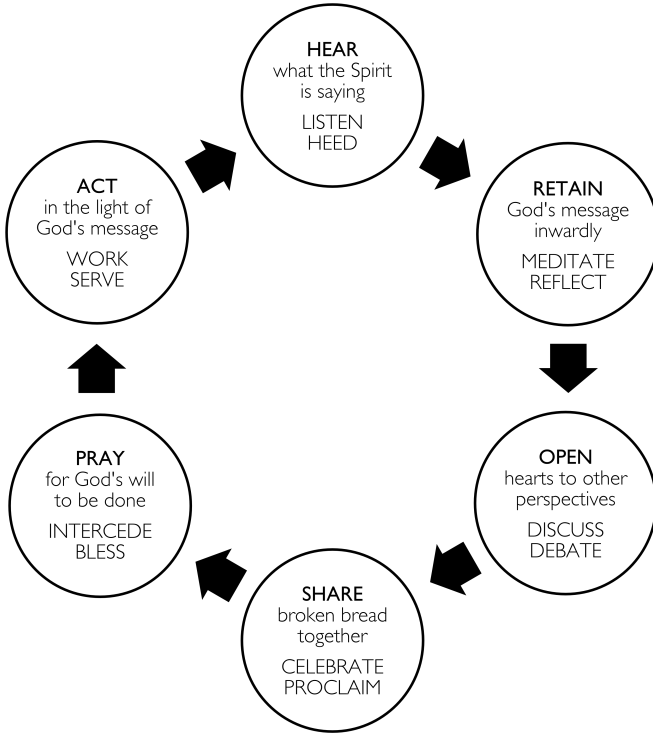 HEAR
what the Spirit
is saying
LISTEN
HEED
RETAIN
God's message
inwardly
MEDITATE
REFLECT
OPEN
hearts to other
perspectives
DISCUSS
DEBATE
SHARE
broken bread
together
CELEBRATE
PROCLAIM
PRAY
for God's will
to be done
INTERCEDE
BLESS
ACT
in the light of
God's message
WORK
SERVE